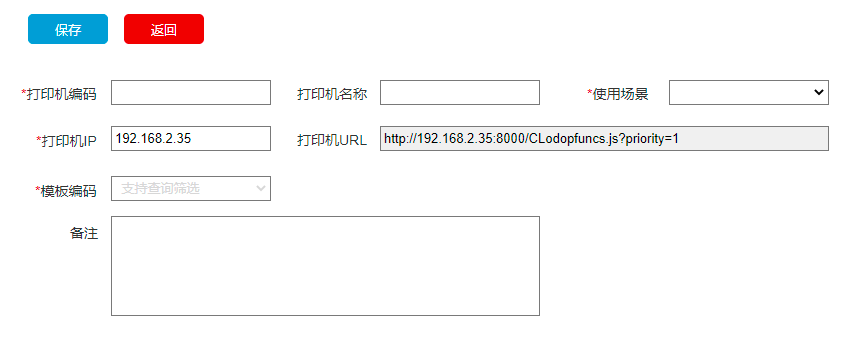 保存 返回
*打印机编码 打印机名称 *使用场景
*打印机IP 192.168.2.35 打印机URL http://192.168.2.35:8000/CLodopfuncs.js?priority=1
*模板编码 支持查询筛选
备注